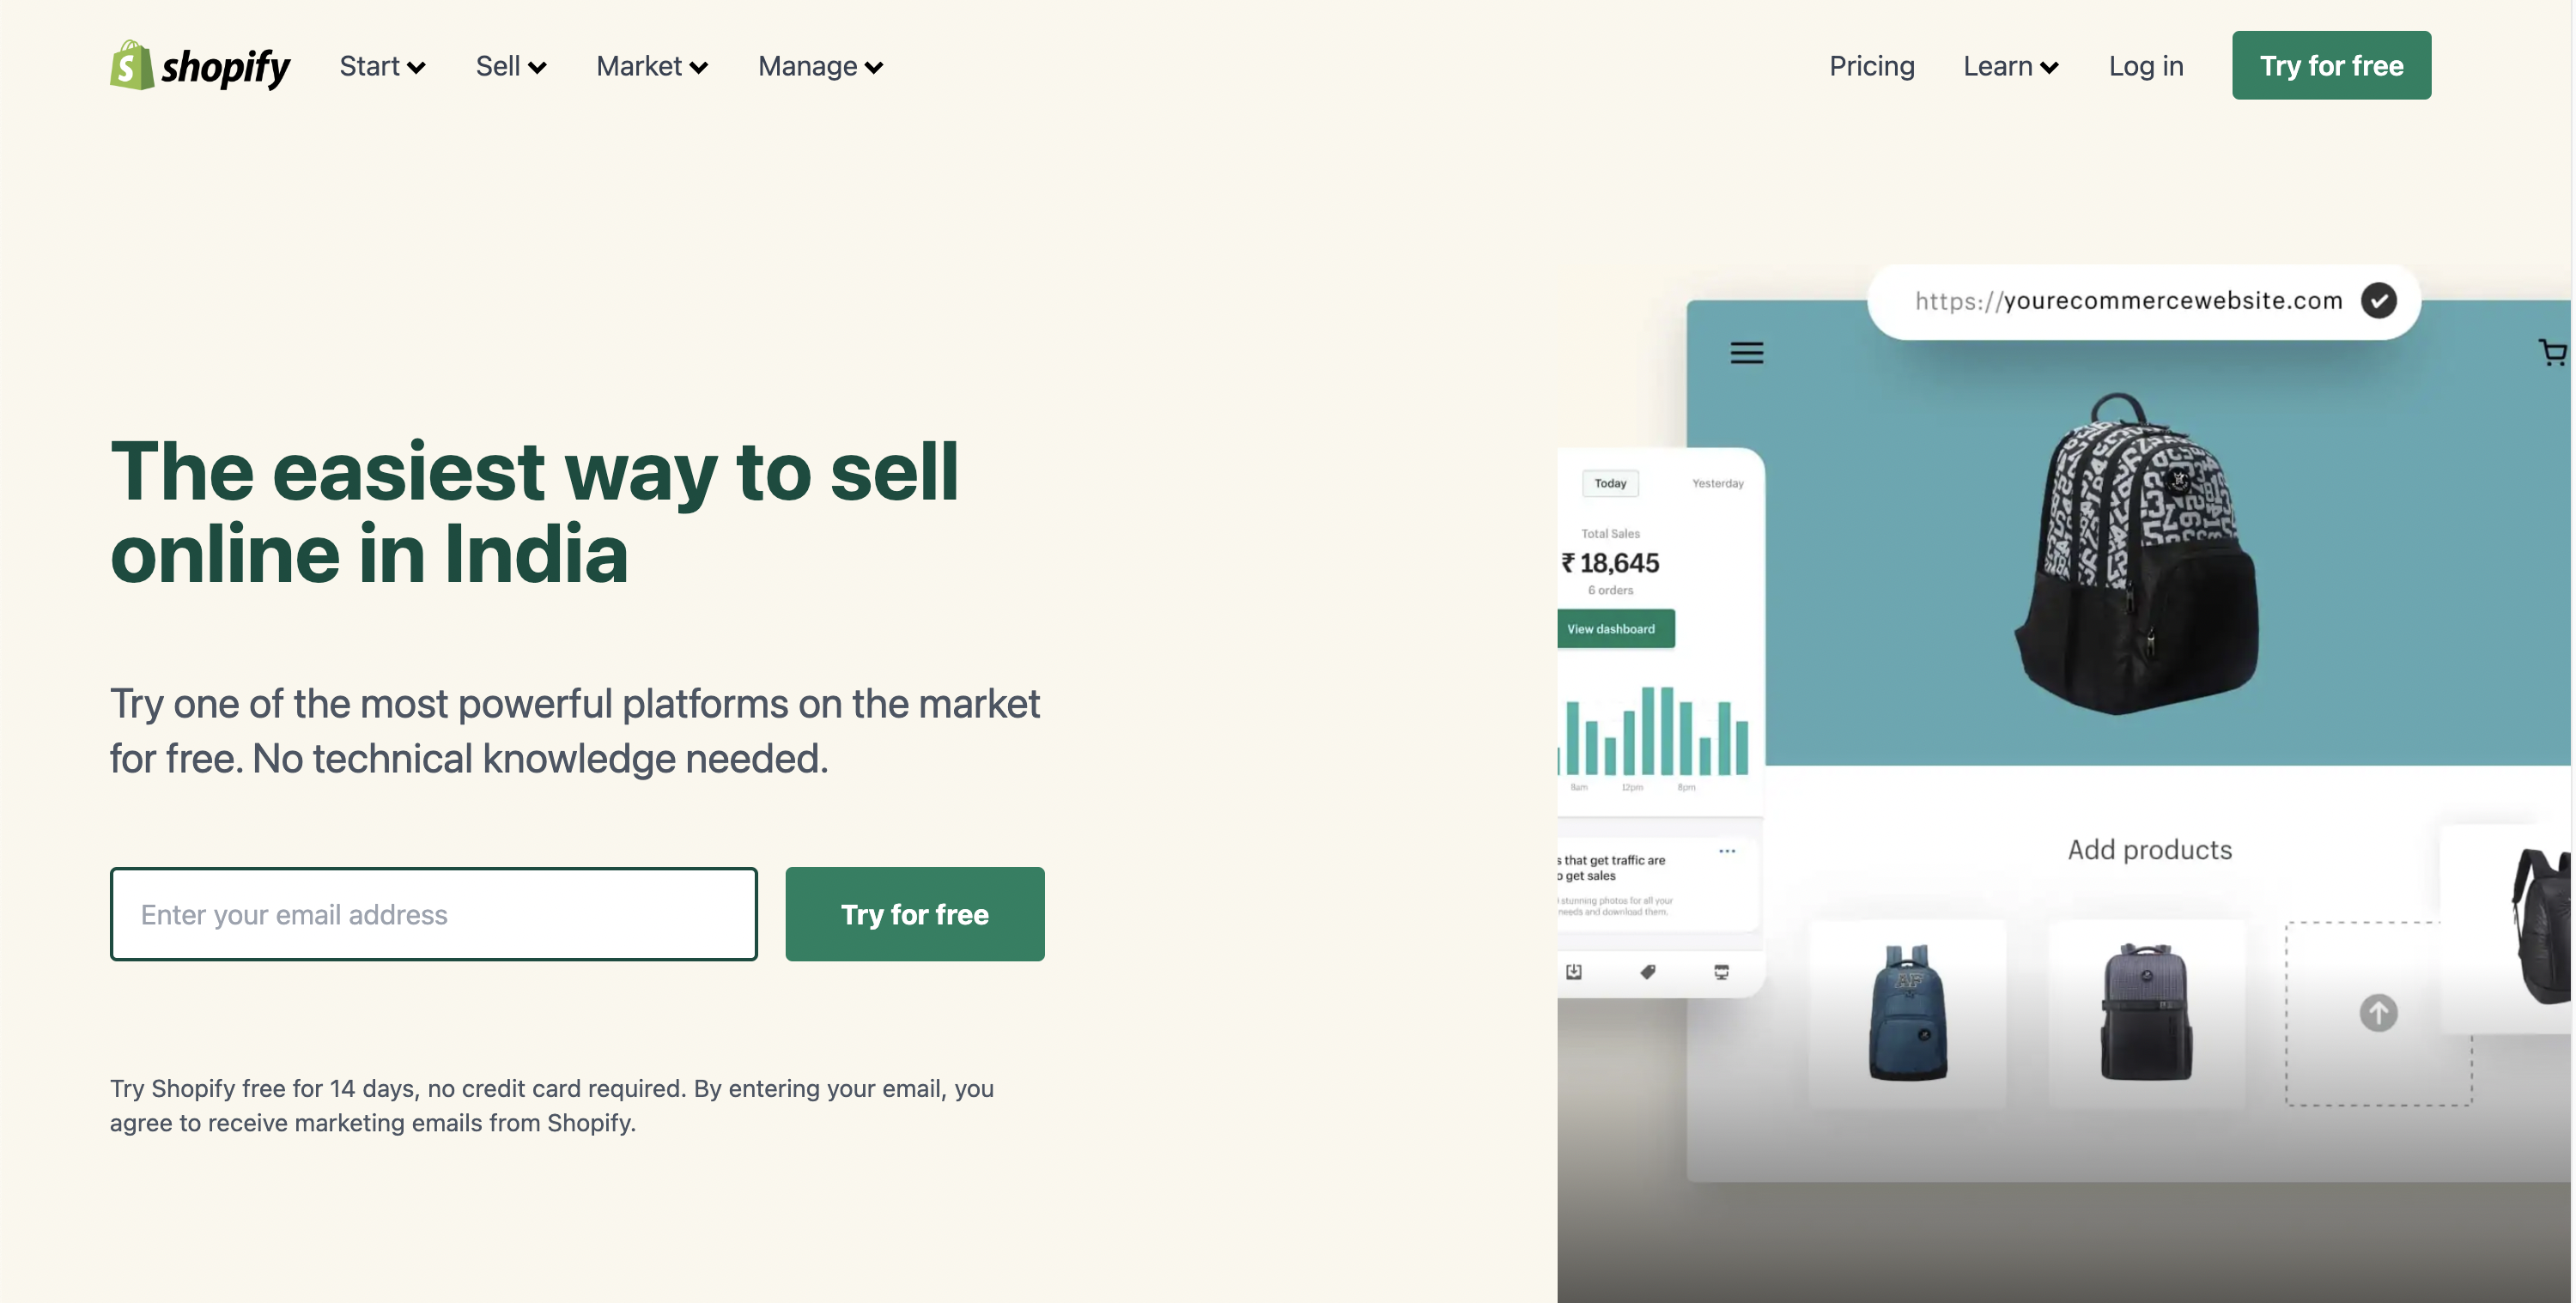 shopify
Start
Sell
Market
Manage
Pricing
Learn
Log in
Try for free
The easiest way to sell
online in India
Try one of the most powerful platforms on the market
for free. No technical knowledge needed.
Enter your email address
Try for free
Try Shopify free for 14 days, no credit card required. By entering your email, you
agree to receive marketing emails from Shopify.
https://yourecommercewebsite.com
Today
Yesterday
Total Sales
₹ 18,645
6 orders
View dashboard
8am 12pm 8pm
s that get traffic are
o get sales
stunning photos for all your
needs and download them.
Add products
AF